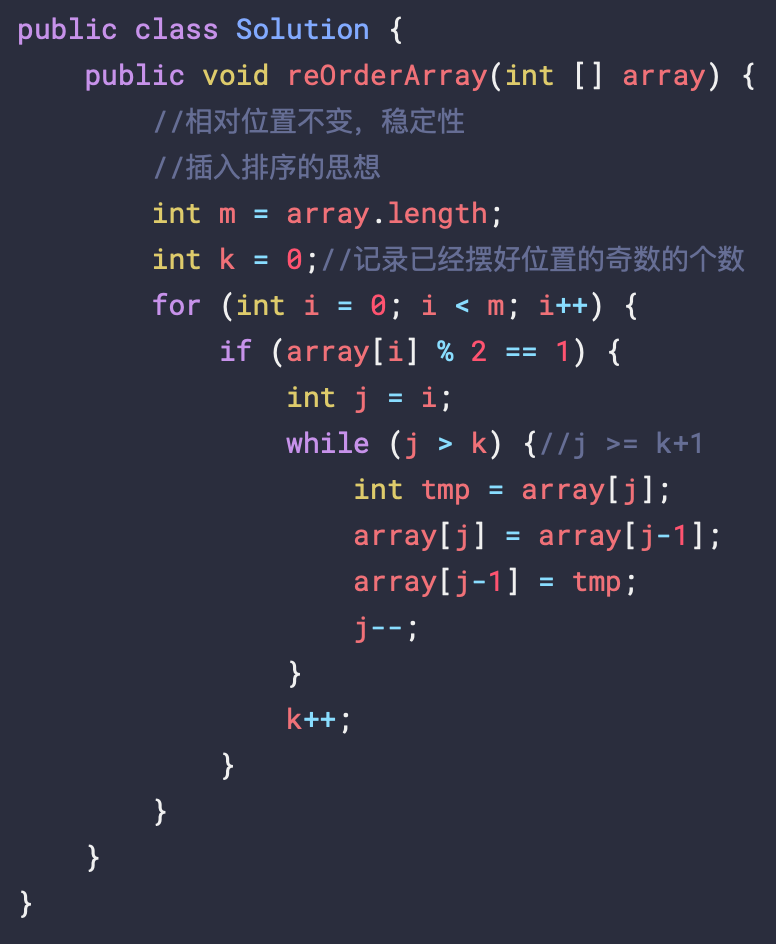 public class Solution {
    public void reOrderArray(int [] array) {
        //相对位置不变，稳定性
        //插入排序的思想
        int m = array.length;
        int k = 0;//记录已经摆好位置的奇数的个数
        for (int i = 0; i < m; i++) {
            if (array[i] % 2 == 1) {
                int j = i;
                while (j > k) {//j >= k+1
                    int tmp = array[j];
                    array[j] = array[j-1];
                    array[j-1] = tmp;
                    j--;
                }
                k++;
            }
        }
    }
}